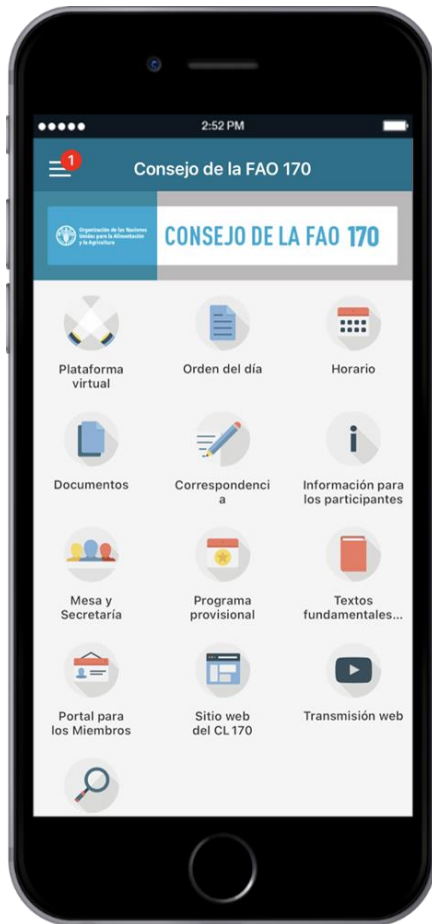 2:52 PM
1
Consejo de la FAO 170
Organización de las Naciones
Unidas para la Alimentación
y la Agricultura
CONSEJO DE LA FAO 170
Plataforma
virtual
Orden del día
Horario
Documentos
Correspondenci
a
Información para
los participantes
Mesa y
Secretaría
Programa
provisional
Textos
fundamentales...
Portal para
los Miembros
Sitio web
del CL 170
Transmisión web